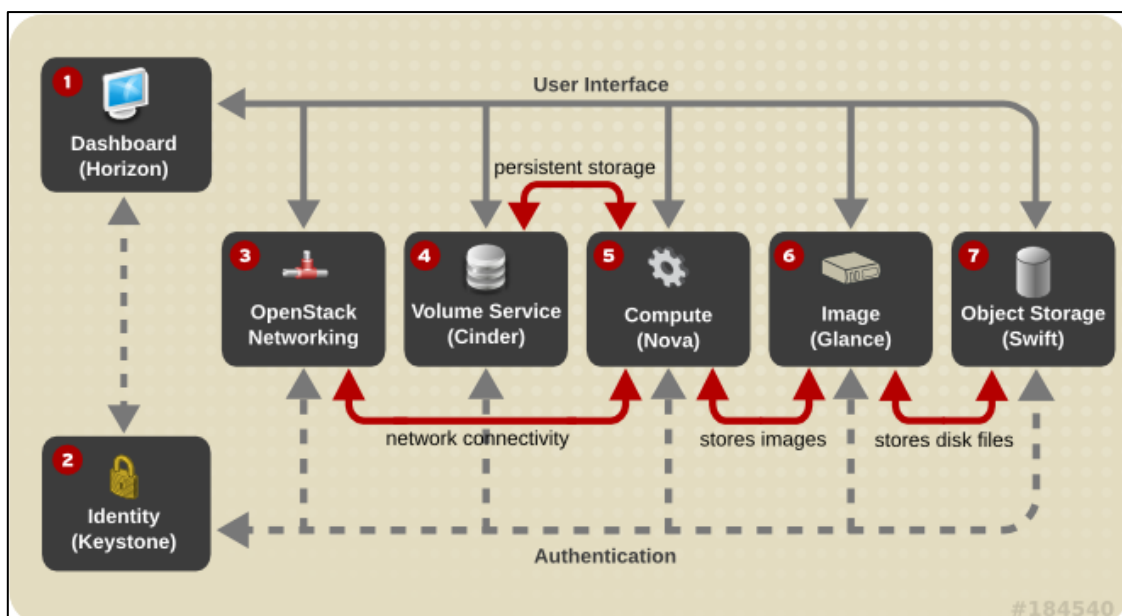 1
Dashboard
(Horizon)
User Interface
persistent storage
3
OpenStack
Networking
4
Volume Service
(Cinder)
5
Compute
(Nova)
6
Image
(Glance)
7
Object Storage
(Swift)
network connectivity
stores images
stores disk files
2
Identity
(Keystone)
Authentication
#184540